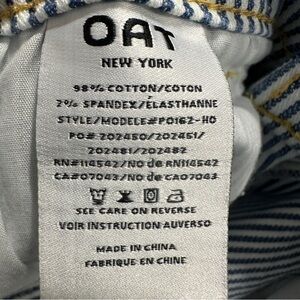 OAT
NEW YORK
98% COTTON/COTON
2% SPANDEX/ÉLASTHANNE
STYLE/MODELE#PO162-HO
PO# 202450/202451/
202481/202482
RN#114542/NO de RN114542
CA#07043/NO de CA07043
SEE CARE ON REVERSE
VOIR INSTRUCTION AUVERSO
MADE IN CHINA
FABRIQUE EN CHINE